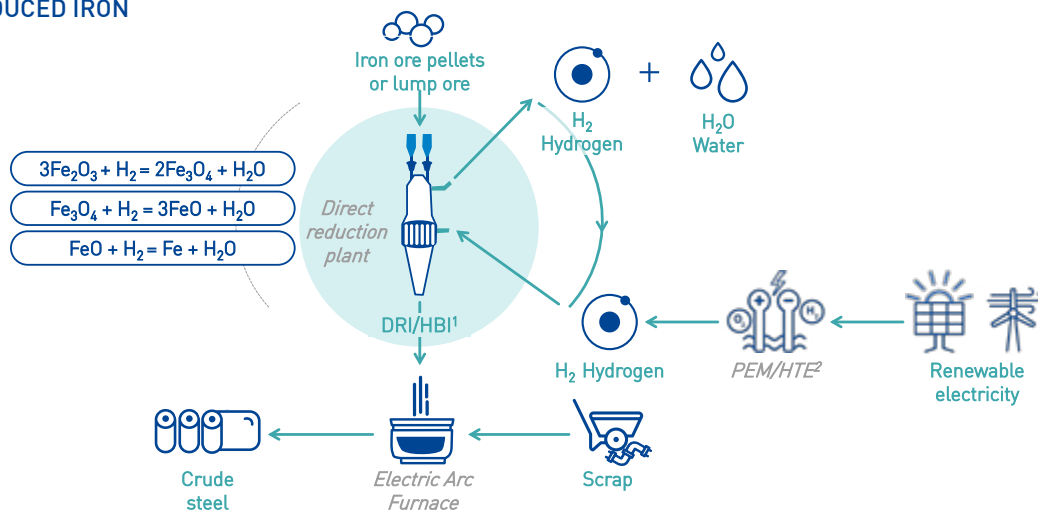 IRON
Iron ore pellets
or lump ore
+
H₂
Hydrogen
H₂O
Water
3Fe₂O₃ + H₂ = 2Fe₃O₄ + H₂O
Fe₃O₄ + H₂ = 3FeO + H₂O
FeO + H₂ = Fe + H₂O
Direct
reduction
plant
DRI/HBI¹
H₂ Hydrogen
O₂
+
−
H₂
PEM/HTE²
Renewable
electricity
Crude
steel
Electric Arc
Furnace
Scrap